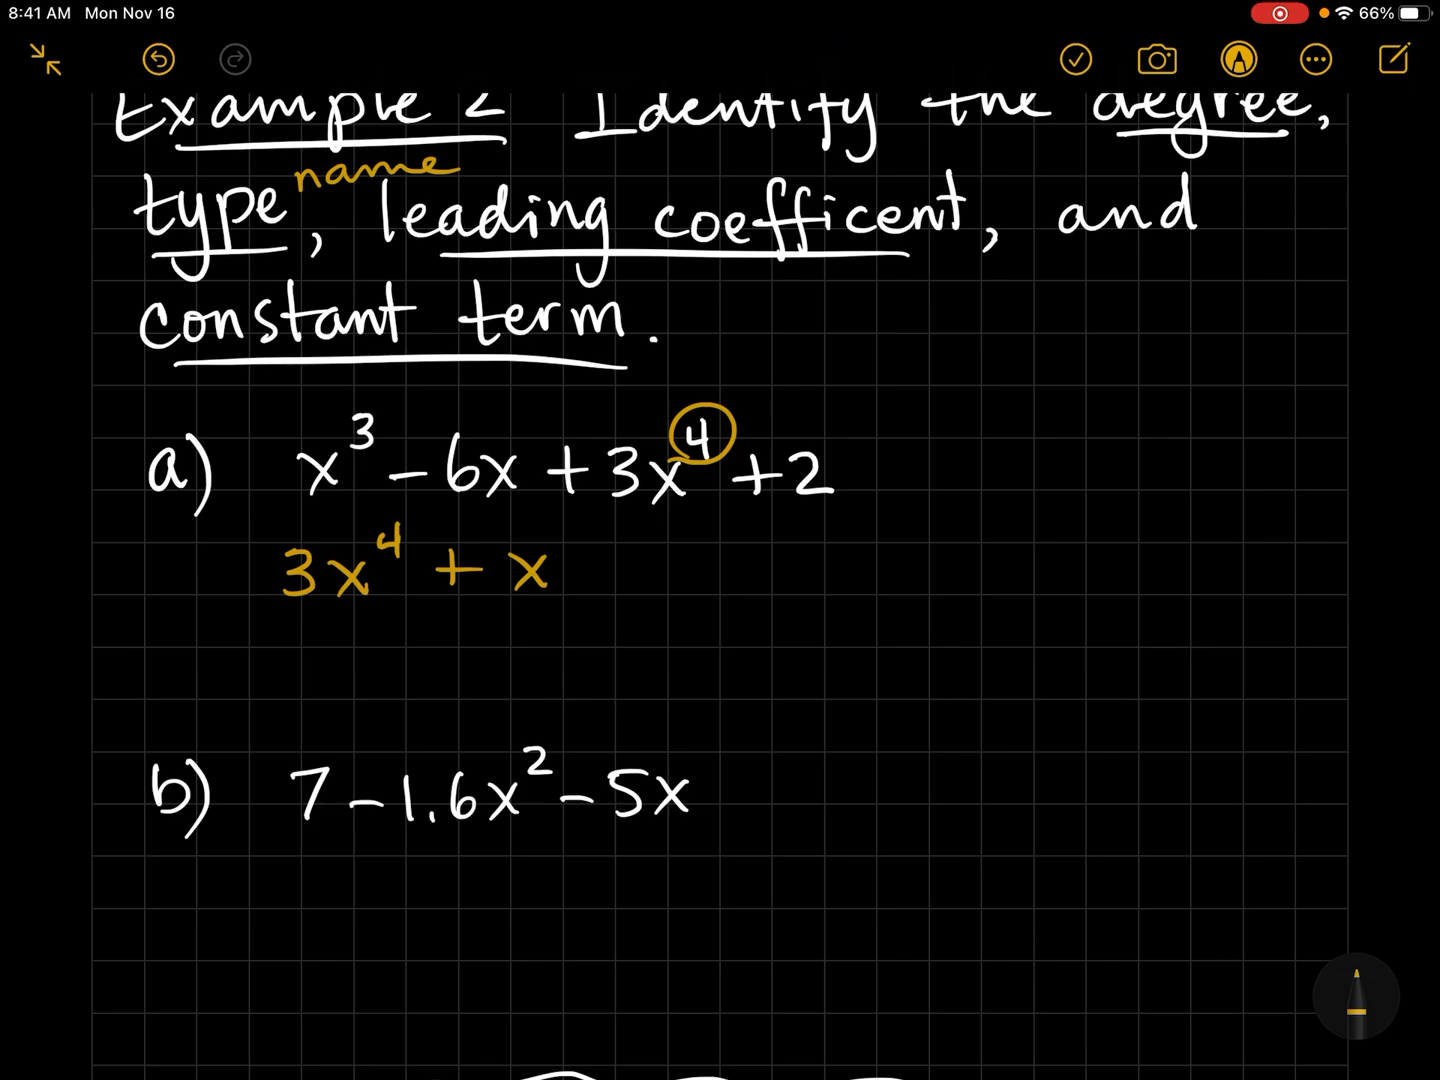 8:41 AM Mon Nov 16 66%
Example 2 Identify the degree,
type, name leading coefficent, and
constant term.
a) x³ - 6x + 3x⁴ + 2
3x⁴ + x
b) 7 - 1.6x² - 5x